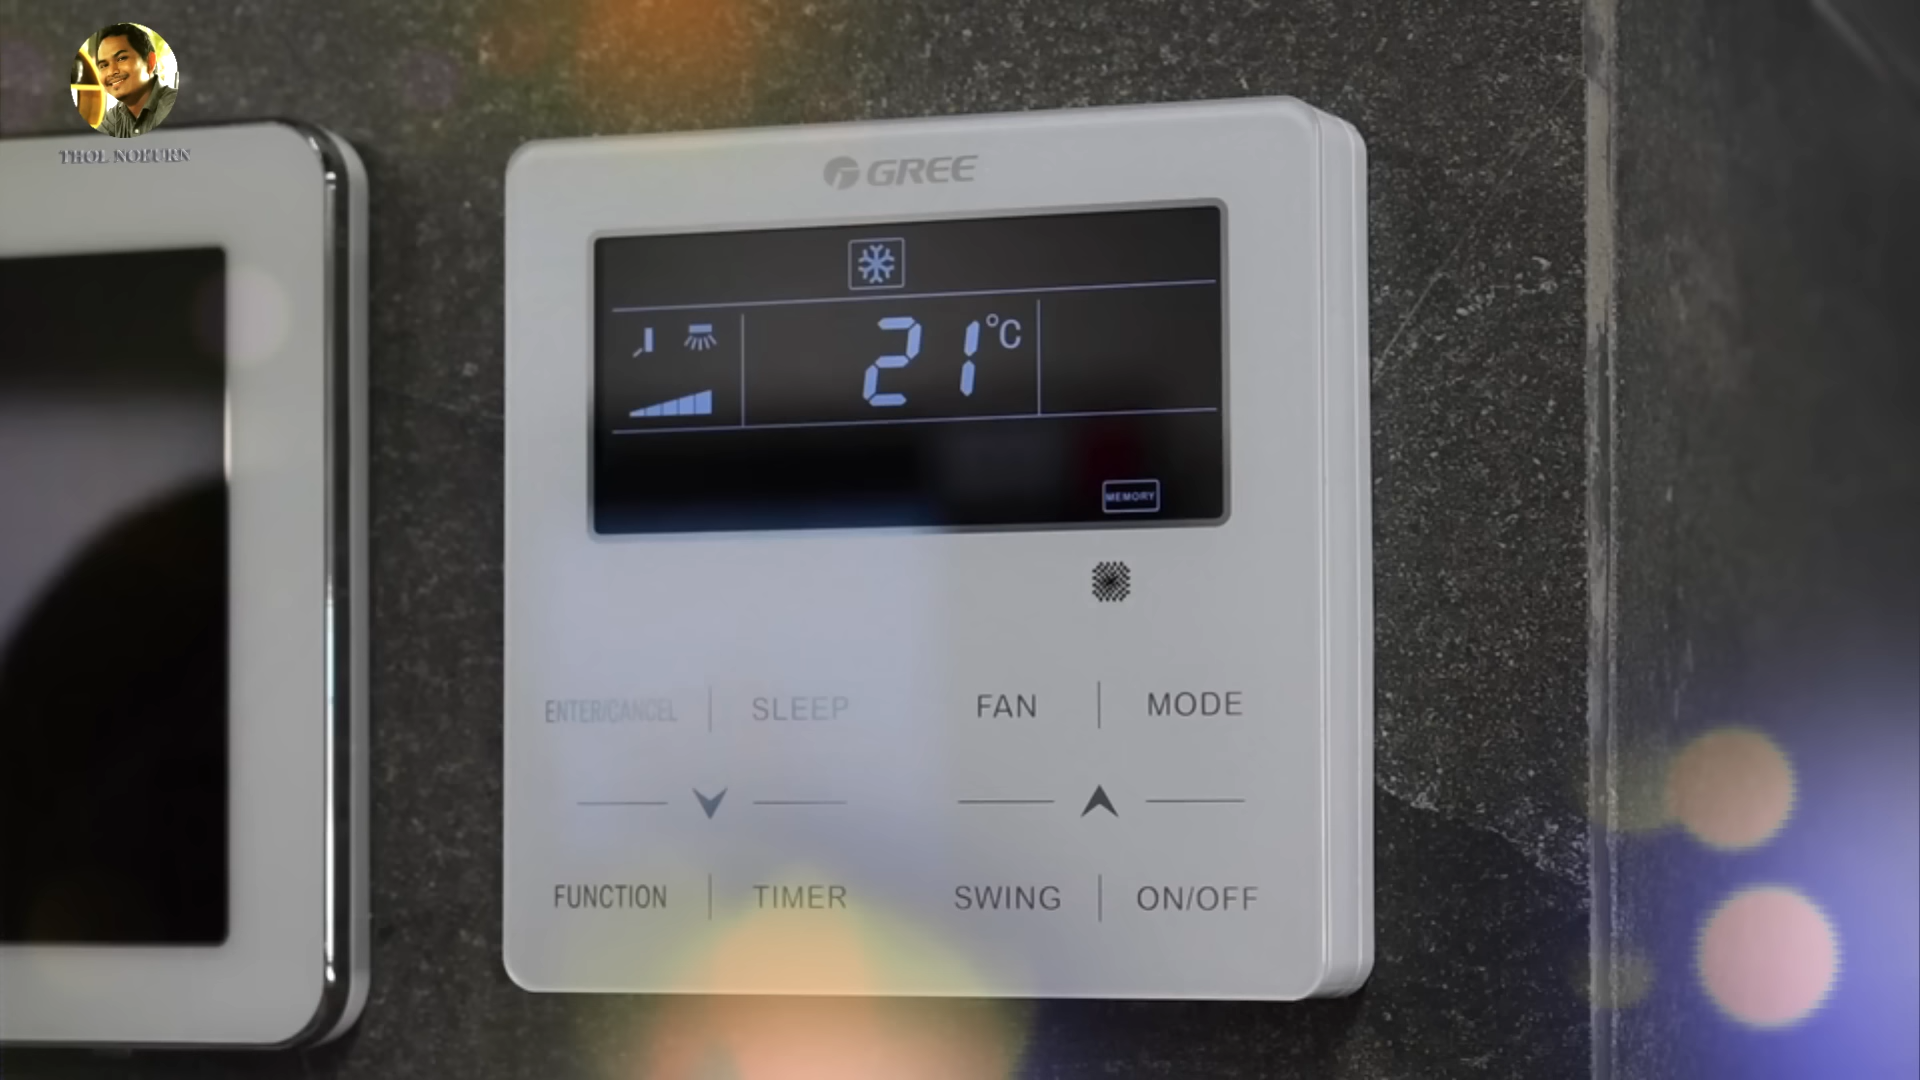 THOL NOEURN
GREE
21°C
MEMORY
ENTER/CANCEL SLEEP FAN MODE
FUNCTION TIMER SWING ON/OFF